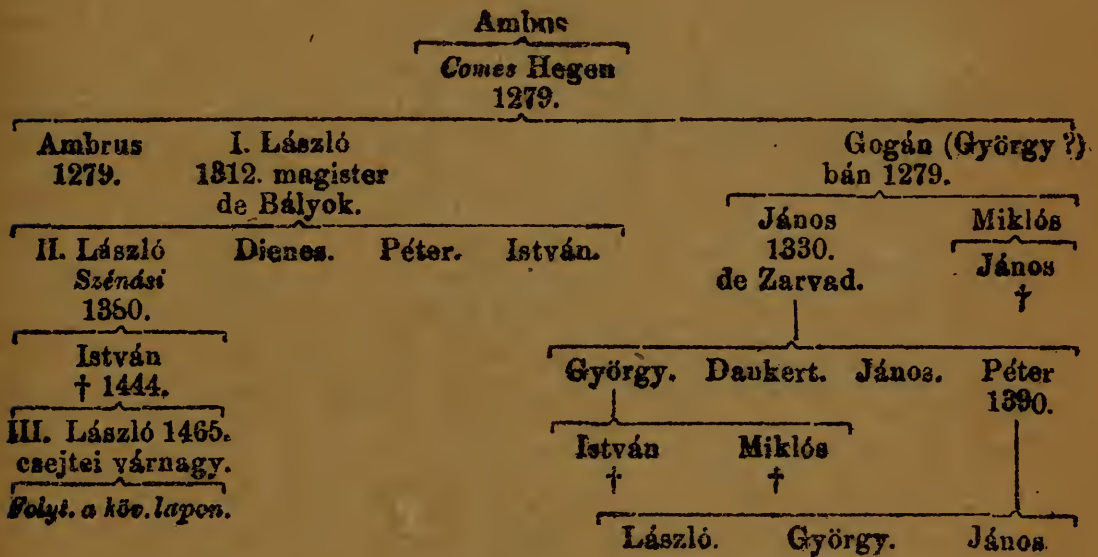 Ambus
Comes Hegen
1279.
Ambrus I. László Gogán (György ?)
1279. 1312. magister bán 1279.
de Bályok.
János Miklós
II. László Dienes. Péter. István. 1330. János
Szénási de Zarvad. †
1380.
István György. Daukert. János. Péter
† 1444. 1390.
III. László 1465. István Miklós
csejtei várnagy. † †
Folyt. a köv. lapon.
László. György. János